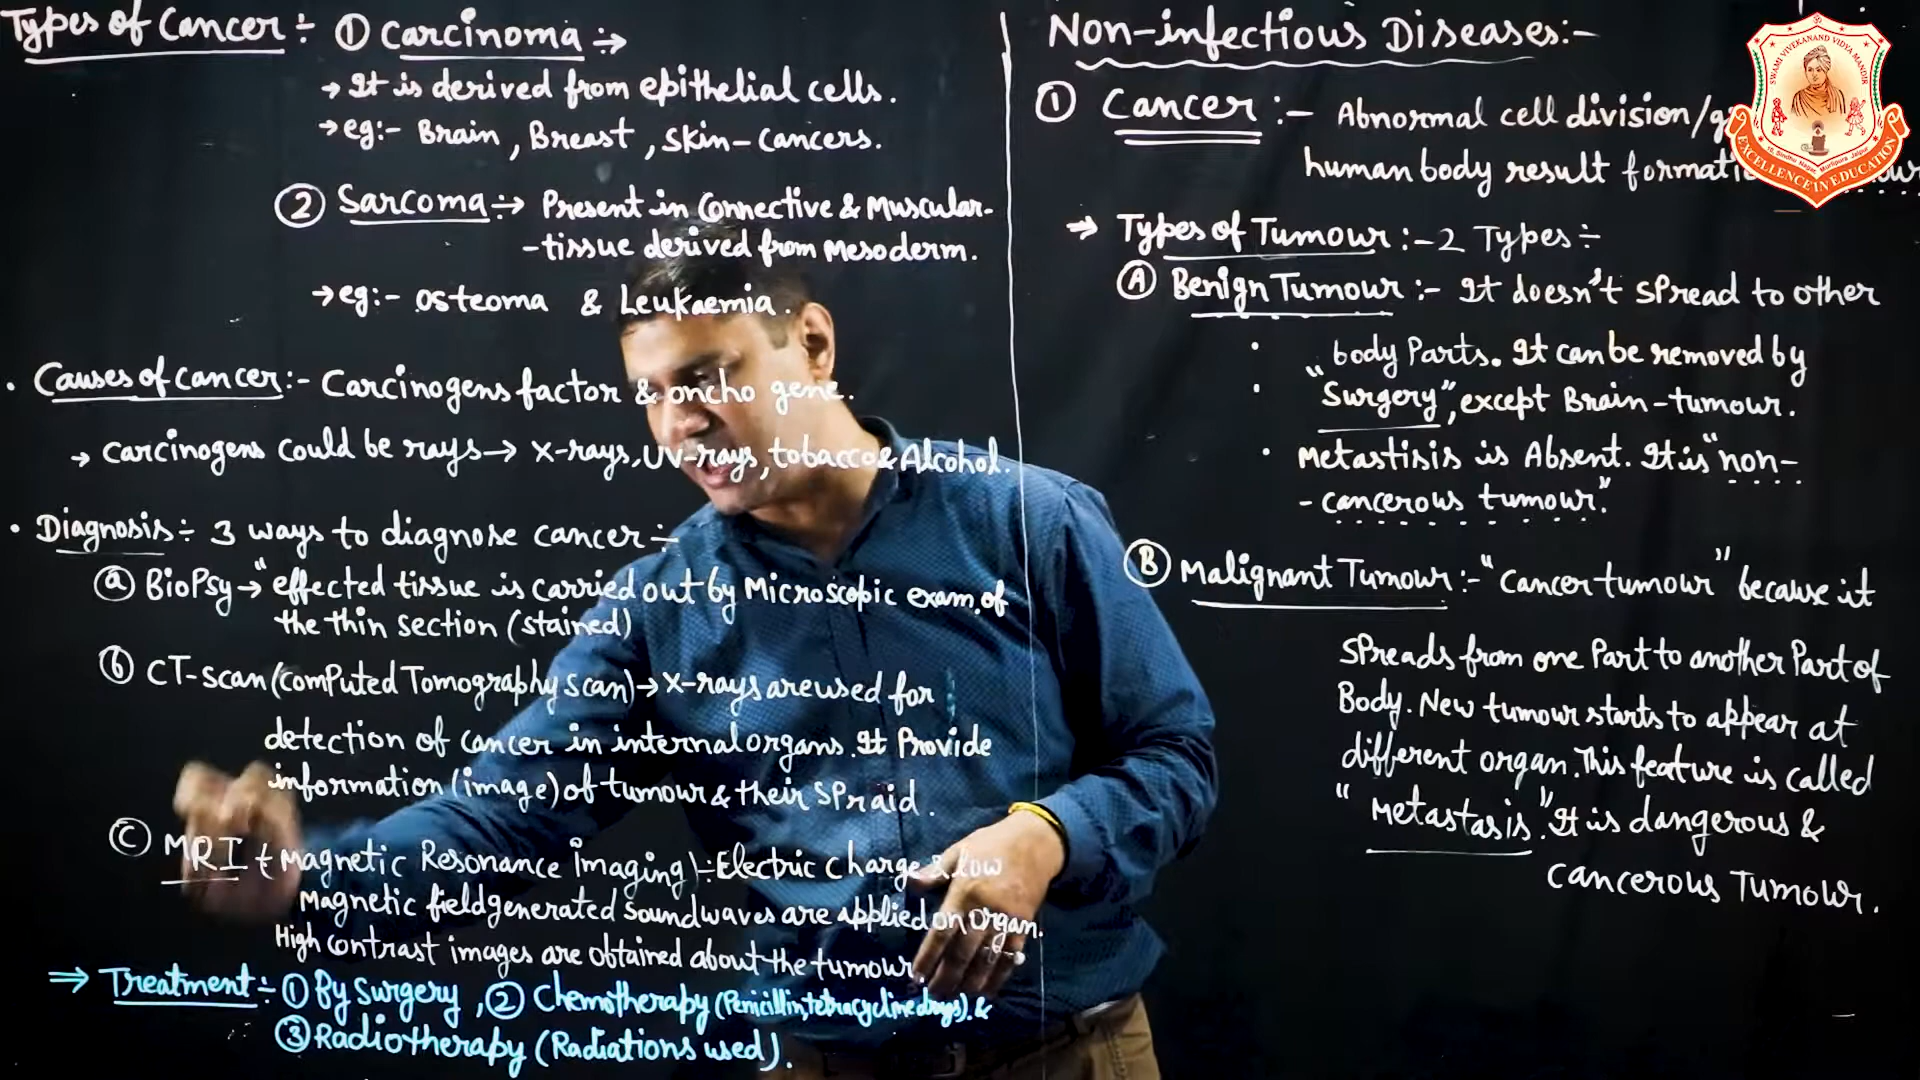 Types of Cancer ÷ ① Carcinoma ÷→
→ It is derived from epithelial cells.
→ eg:- Brain, Breast, Skin-Cancers.
② Sarcoma ÷→ Present in Connective & Muscular-
-tissue derived from Mesoderm.
→ eg:- Osteoma & Leukaemia.
• Causes of Cancer:- Carcinogens factor & oncho gene.
→ Carcinogens could be rays → X-rays, UV-rays, tobacco & Alcohol.
• Diagnosis ÷ 3 ways to diagnose cancer ÷
ⓐ BioPsy → "effected tissue is carried out by Microscopic exam. of
the thin section (stained)
ⓑ CT-scan (computed Tomography scan) → X-rays are used for
detection of cancer in internal organs. It Provide
information (image) of tumour & their spraid.
ⓒ MRI (Magnetic Resonance Imaging) ÷ Electric Charge & low
Magnetic field generated soundwaves are applied on organ.
High contrast images are obtained about the tumour
⇒ Treatment ÷ ① By Surgery, ② Chemotherapy (Penicillin, tetracycline drugs). &
③ Radiotherapy (Radiations used).
Non-infectious Diseases:-
① Cancer :- Abnormal cell division/
human body result
⇒ Types of Tumour :- 2 Types ÷
Ⓐ Benign Tumour :- It doesn't spread to other
body Parts. It can be removed by
"Surgery", except Brain-tumour.
• Metastisis is Absent. It is "non-
-cancerous tumour."
Ⓑ Malignant Tumour :- "Cancer tumour" because it
spreads from one Part to another Part of
Body. New tumour starts to appear at
different organ. This feature is called
"Metastasis". It is dangerous &
Cancerous Tumour.
SWAMI VIVEKANAND VIDYA MANDIR
EXCELLENCE IN EDUCATION